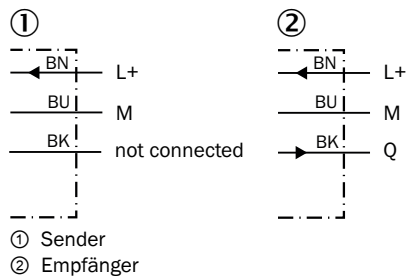 ① ②
BN L+ BN L+
BU M BU M
BK not connected BK Q
① Sender
② Empfänger